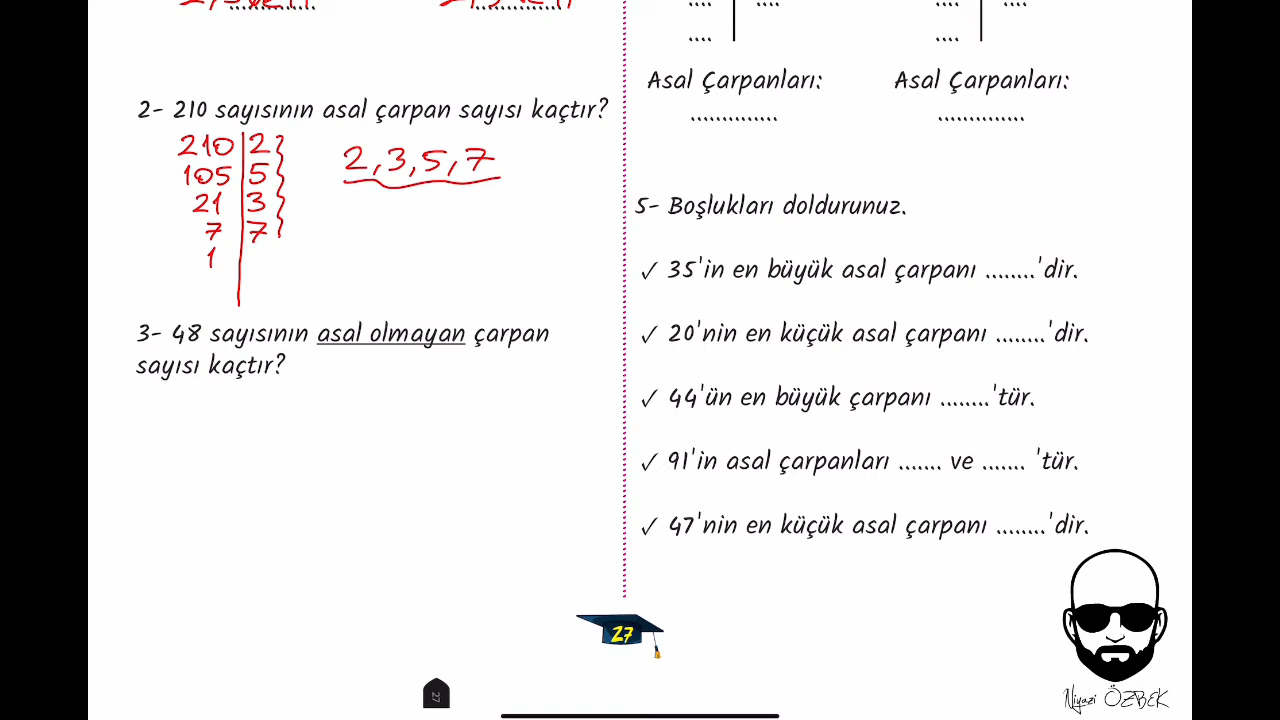 2- 210 sayısının asal çarpan sayısı kaçtır?
210 2
105 5
21 3
7 7
1
2, 3, 5, 7
3- 48 sayısının asal olmayan çarpan
sayısı kaçtır?
.... ....
....
.... ....
....
Asal Çarpanları:
..............
Asal Çarpanları:
..............
5- Boşlukları doldurunuz.
✓ 35'in en büyük asal çarpanı ........'dir.
✓ 20'nin en küçük asal çarpanı ........'dir.
✓ 44'ün en büyük çarpanı ........'tür.
✓ 91'in asal çarpanları ....... ve ....... 'tür.
✓ 47'nin en küçük asal çarpanı ........'dir.
27
27
Niyazi ÖZBEK